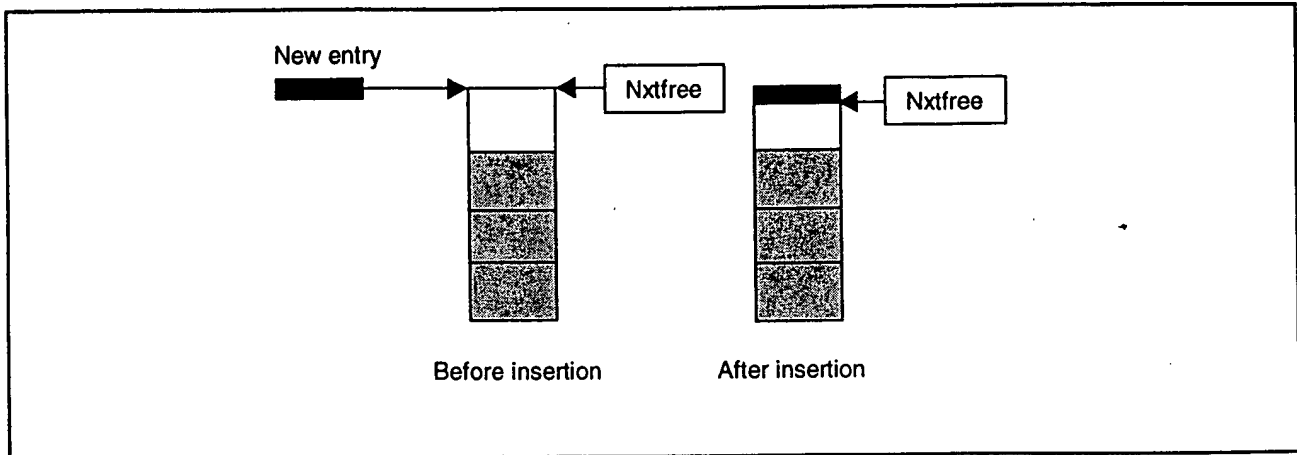 New entry
Nxtfree
Nxtfree
Before insertion
After insertion